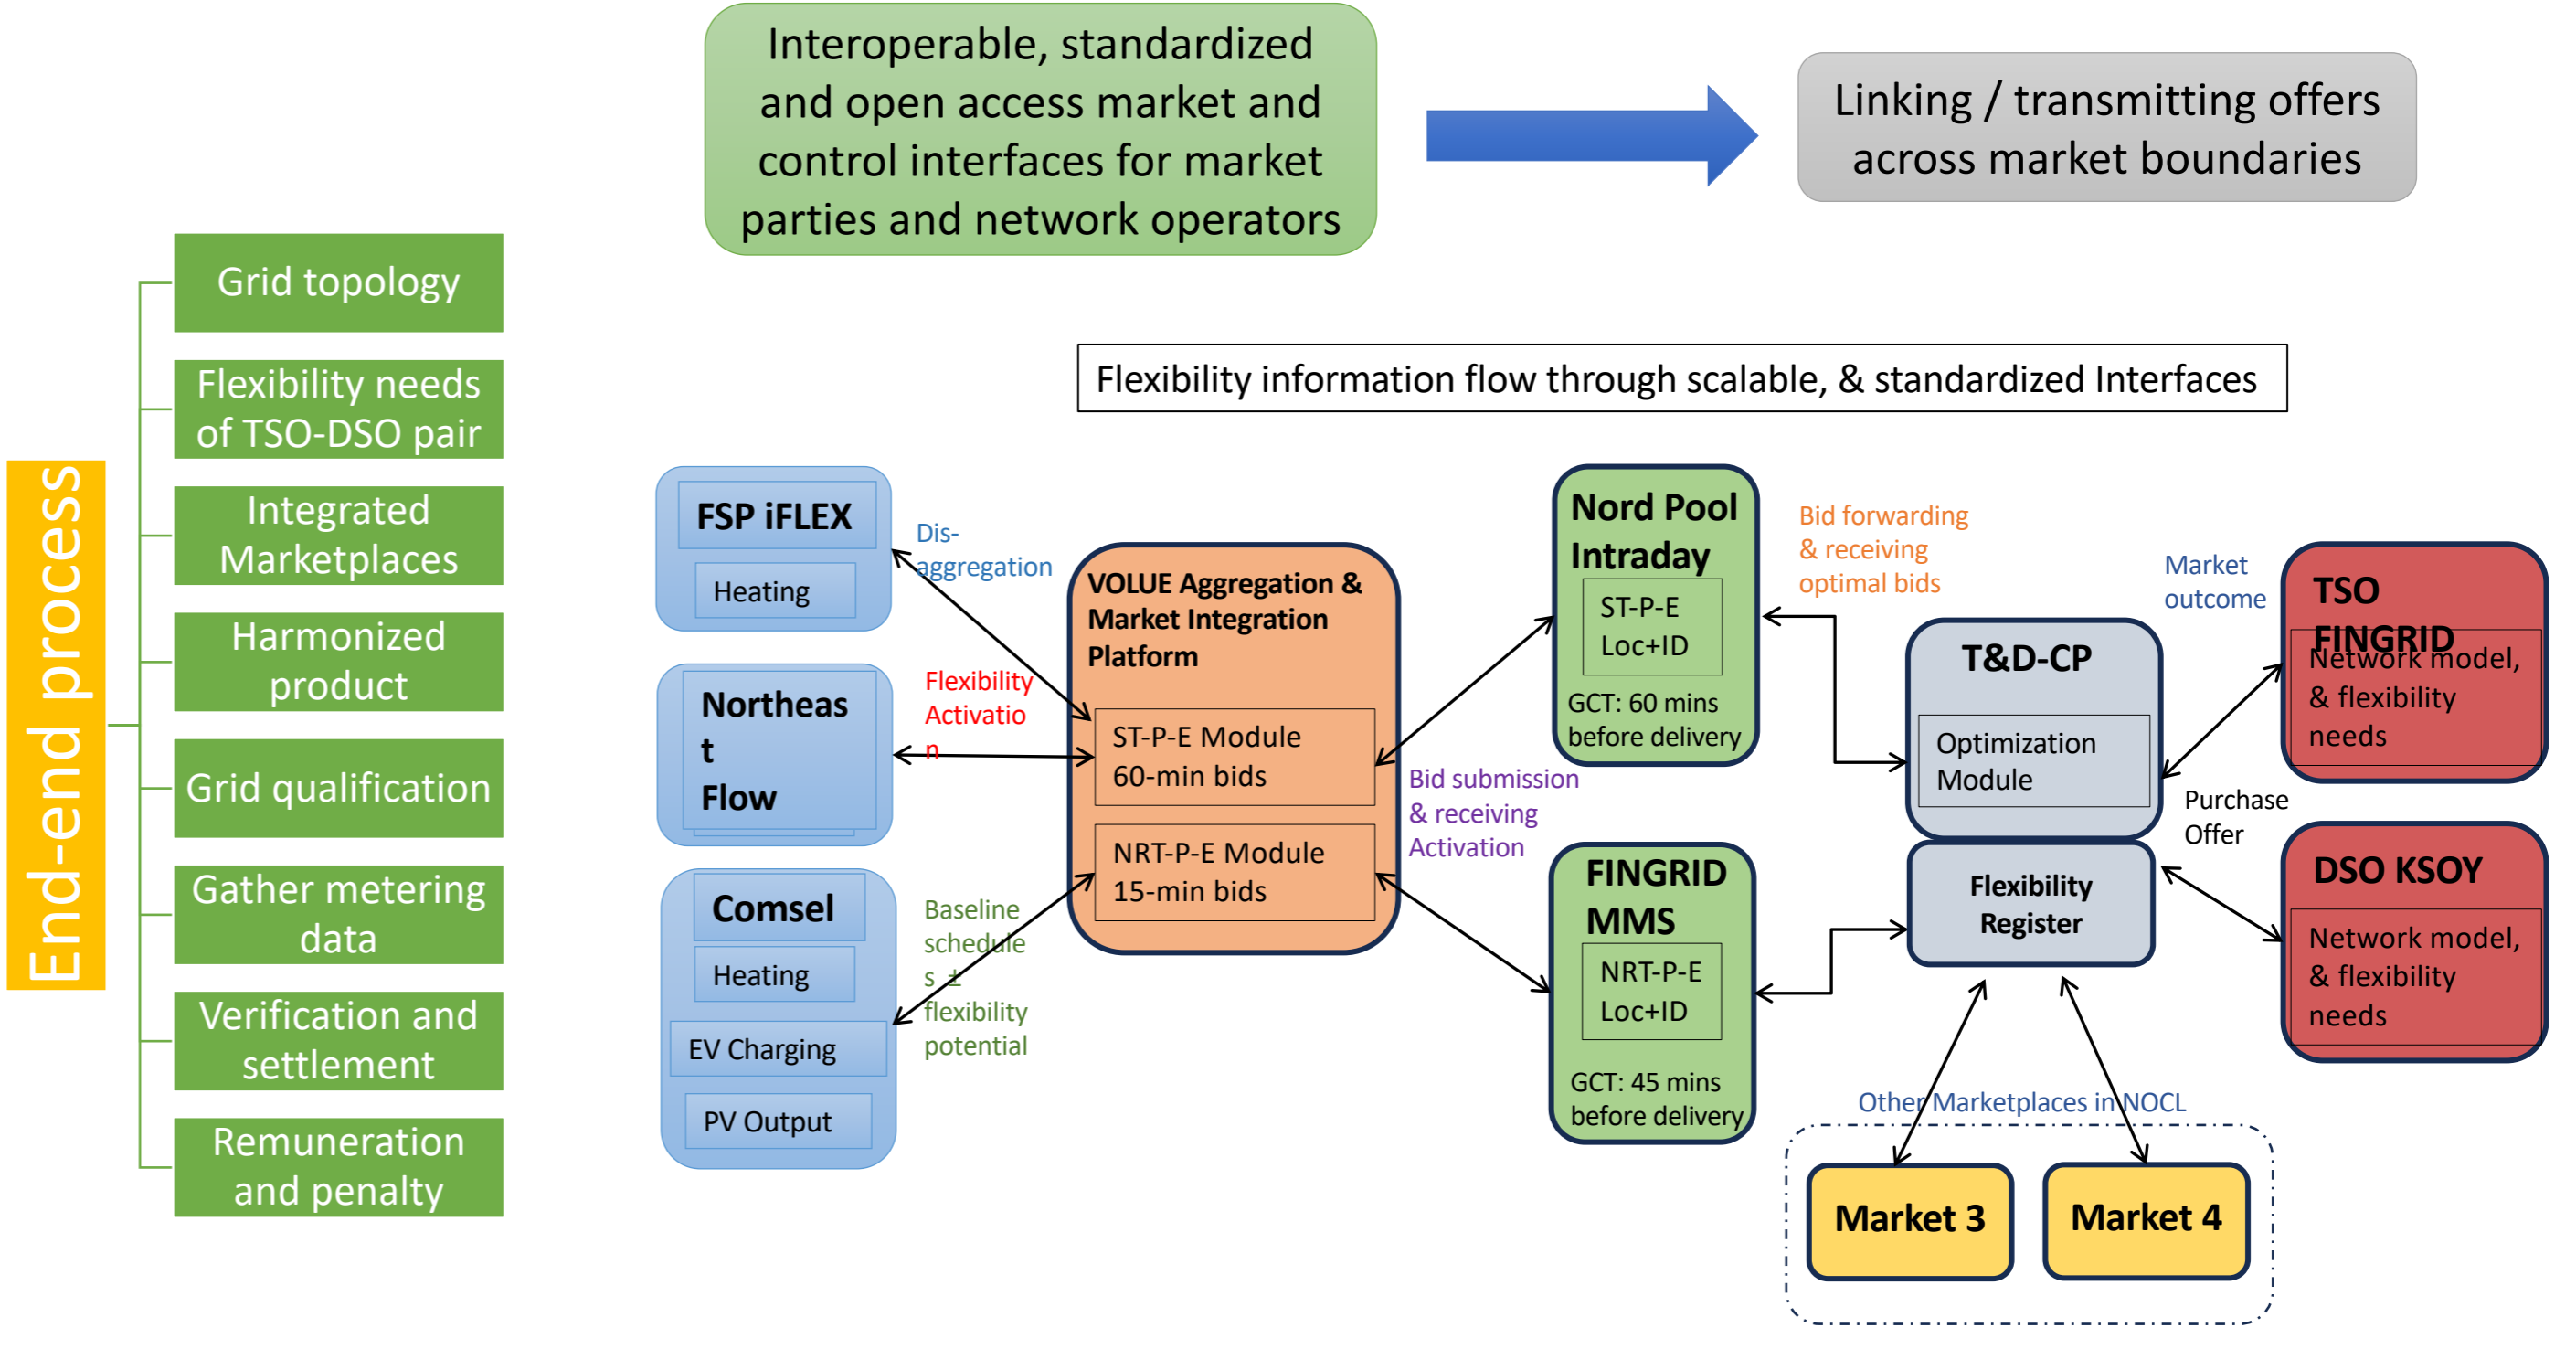 Interoperable, standardized
and open access market and
control interfaces for market
parties and network operators
Linking / transmitting offers
across market boundaries
End-end process
Grid topology
Flexibility needs
of TSO-DSO pair
Integrated
Marketplaces
Harmonized
product
Grid qualification
Gather metering
data
Verification and
settlement
Remuneration
and penalty
Flexibility information flow through scalable, & standardized Interfaces
FSP iFLEX
Heating
Northeas
t
Flow
Comsel
Heating
EV Charging
PV Output
Dis-
aggregation
Flexibility
Activatio
n
Baseline
schedule
s ±
flexibility
potential
VOLUE Aggregation &
Market Integration
Platform
ST-P-E Module
60-min bids
NRT-P-E Module
15-min bids
Bid submission
& receiving
Activation
Nord Pool
Intraday
ST-P-E
Loc+ID
GCT: 60 mins
before delivery
FINGRID
MMS
NRT-P-E
Loc+ID
GCT: 45 mins
before delivery
Bid forwarding
& receiving
optimal bids
T&D-CP
Optimization
Module
Flexibility
Register
Market
outcome
Purchase
Offer
TSO
FINGRID
Network model,
& flexibility
needs
DSO KSOY
Network model,
& flexibility
needs
Other Marketplaces in NOCL
Market 3
Market 4